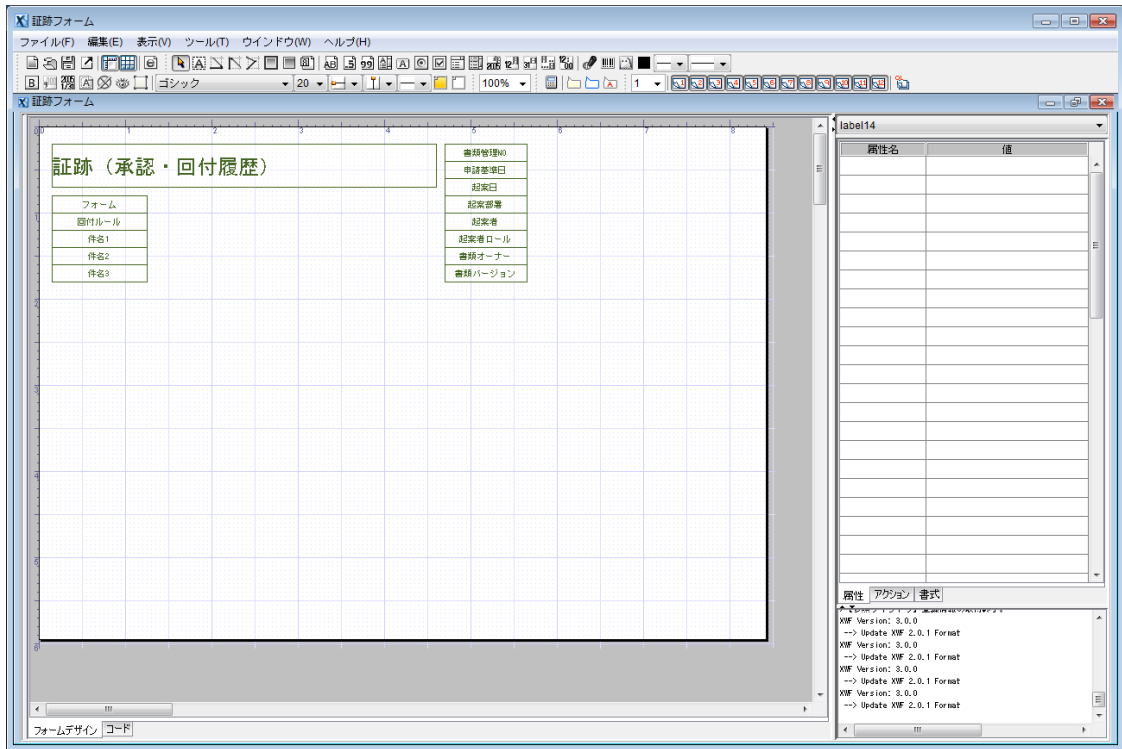 証跡フォーム
ファイル(F) 編集(E) 表示(V) ツール(T) ウインドウ(W) ヘルプ(H)
ゴシック 20 100% 1
証跡フォーム
label14
属性名 値
証跡（承認・回付履歴）
フォーム
回付ルール
件名1
件名2
件名3
書類管理NO
申請基準日
起案日
起案部署
起案者
起案者ロール
書類オーナー
書類バージョン
属性 アクション 書式
XWF Version: 3.0.0
--> Update XWF 2.0.1 Format
XWF Version: 3.0.0
--> Update XWF 2.0.1 Format
XWF Version: 3.0.0
--> Update XWF 2.0.1 Format
XWF Version: 3.0.0
--> Update XWF 2.0.1 Format
フォームデザイン コード